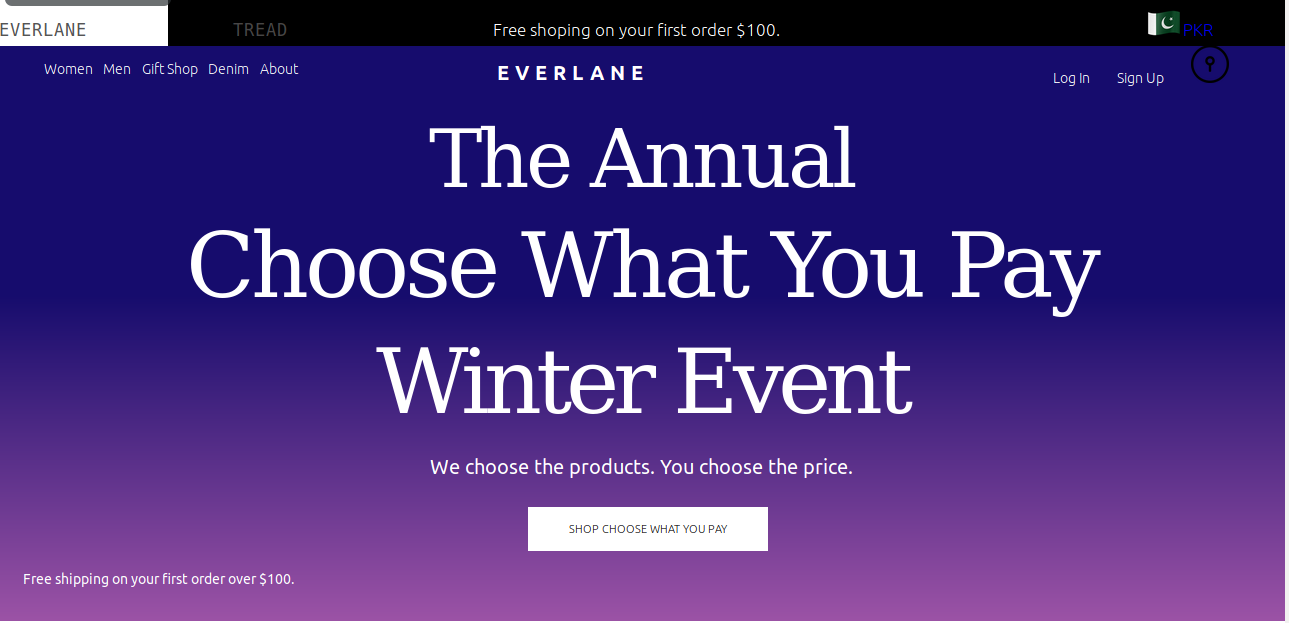 EVERLANE TREAD Free shoping on your first order $100. PKR
Women Men Gift Shop Denim About EVERLANE Log In Sign Up
The Annual
Choose What You Pay
Winter Event
We choose the products. You choose the price.
SHOP CHOOSE WHAT YOU PAY
Free shipping on your first order over $100.